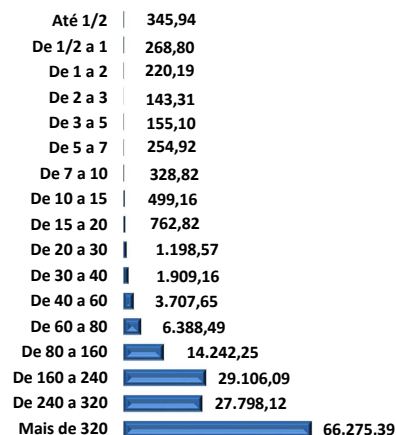 Até 1/2 345,94
De 1/2 a 1 268,80
De 1 a 2 220,19
De 2 a 3 143,31
De 3 a 5 155,10
De 5 a 7 254,92
De 7 a 10 328,82
De 10 a 15 499,16
De 15 a 20 762,82
De 20 a 30 1.198,57
De 30 a 40 1.909,16
De 40 a 60 3.707,65
De 60 a 80 6.388,49
De 80 a 160 14.242,25
De 160 a 240 29.106,09
De 240 a 320 27.798,12
Mais de 320 66.275,39